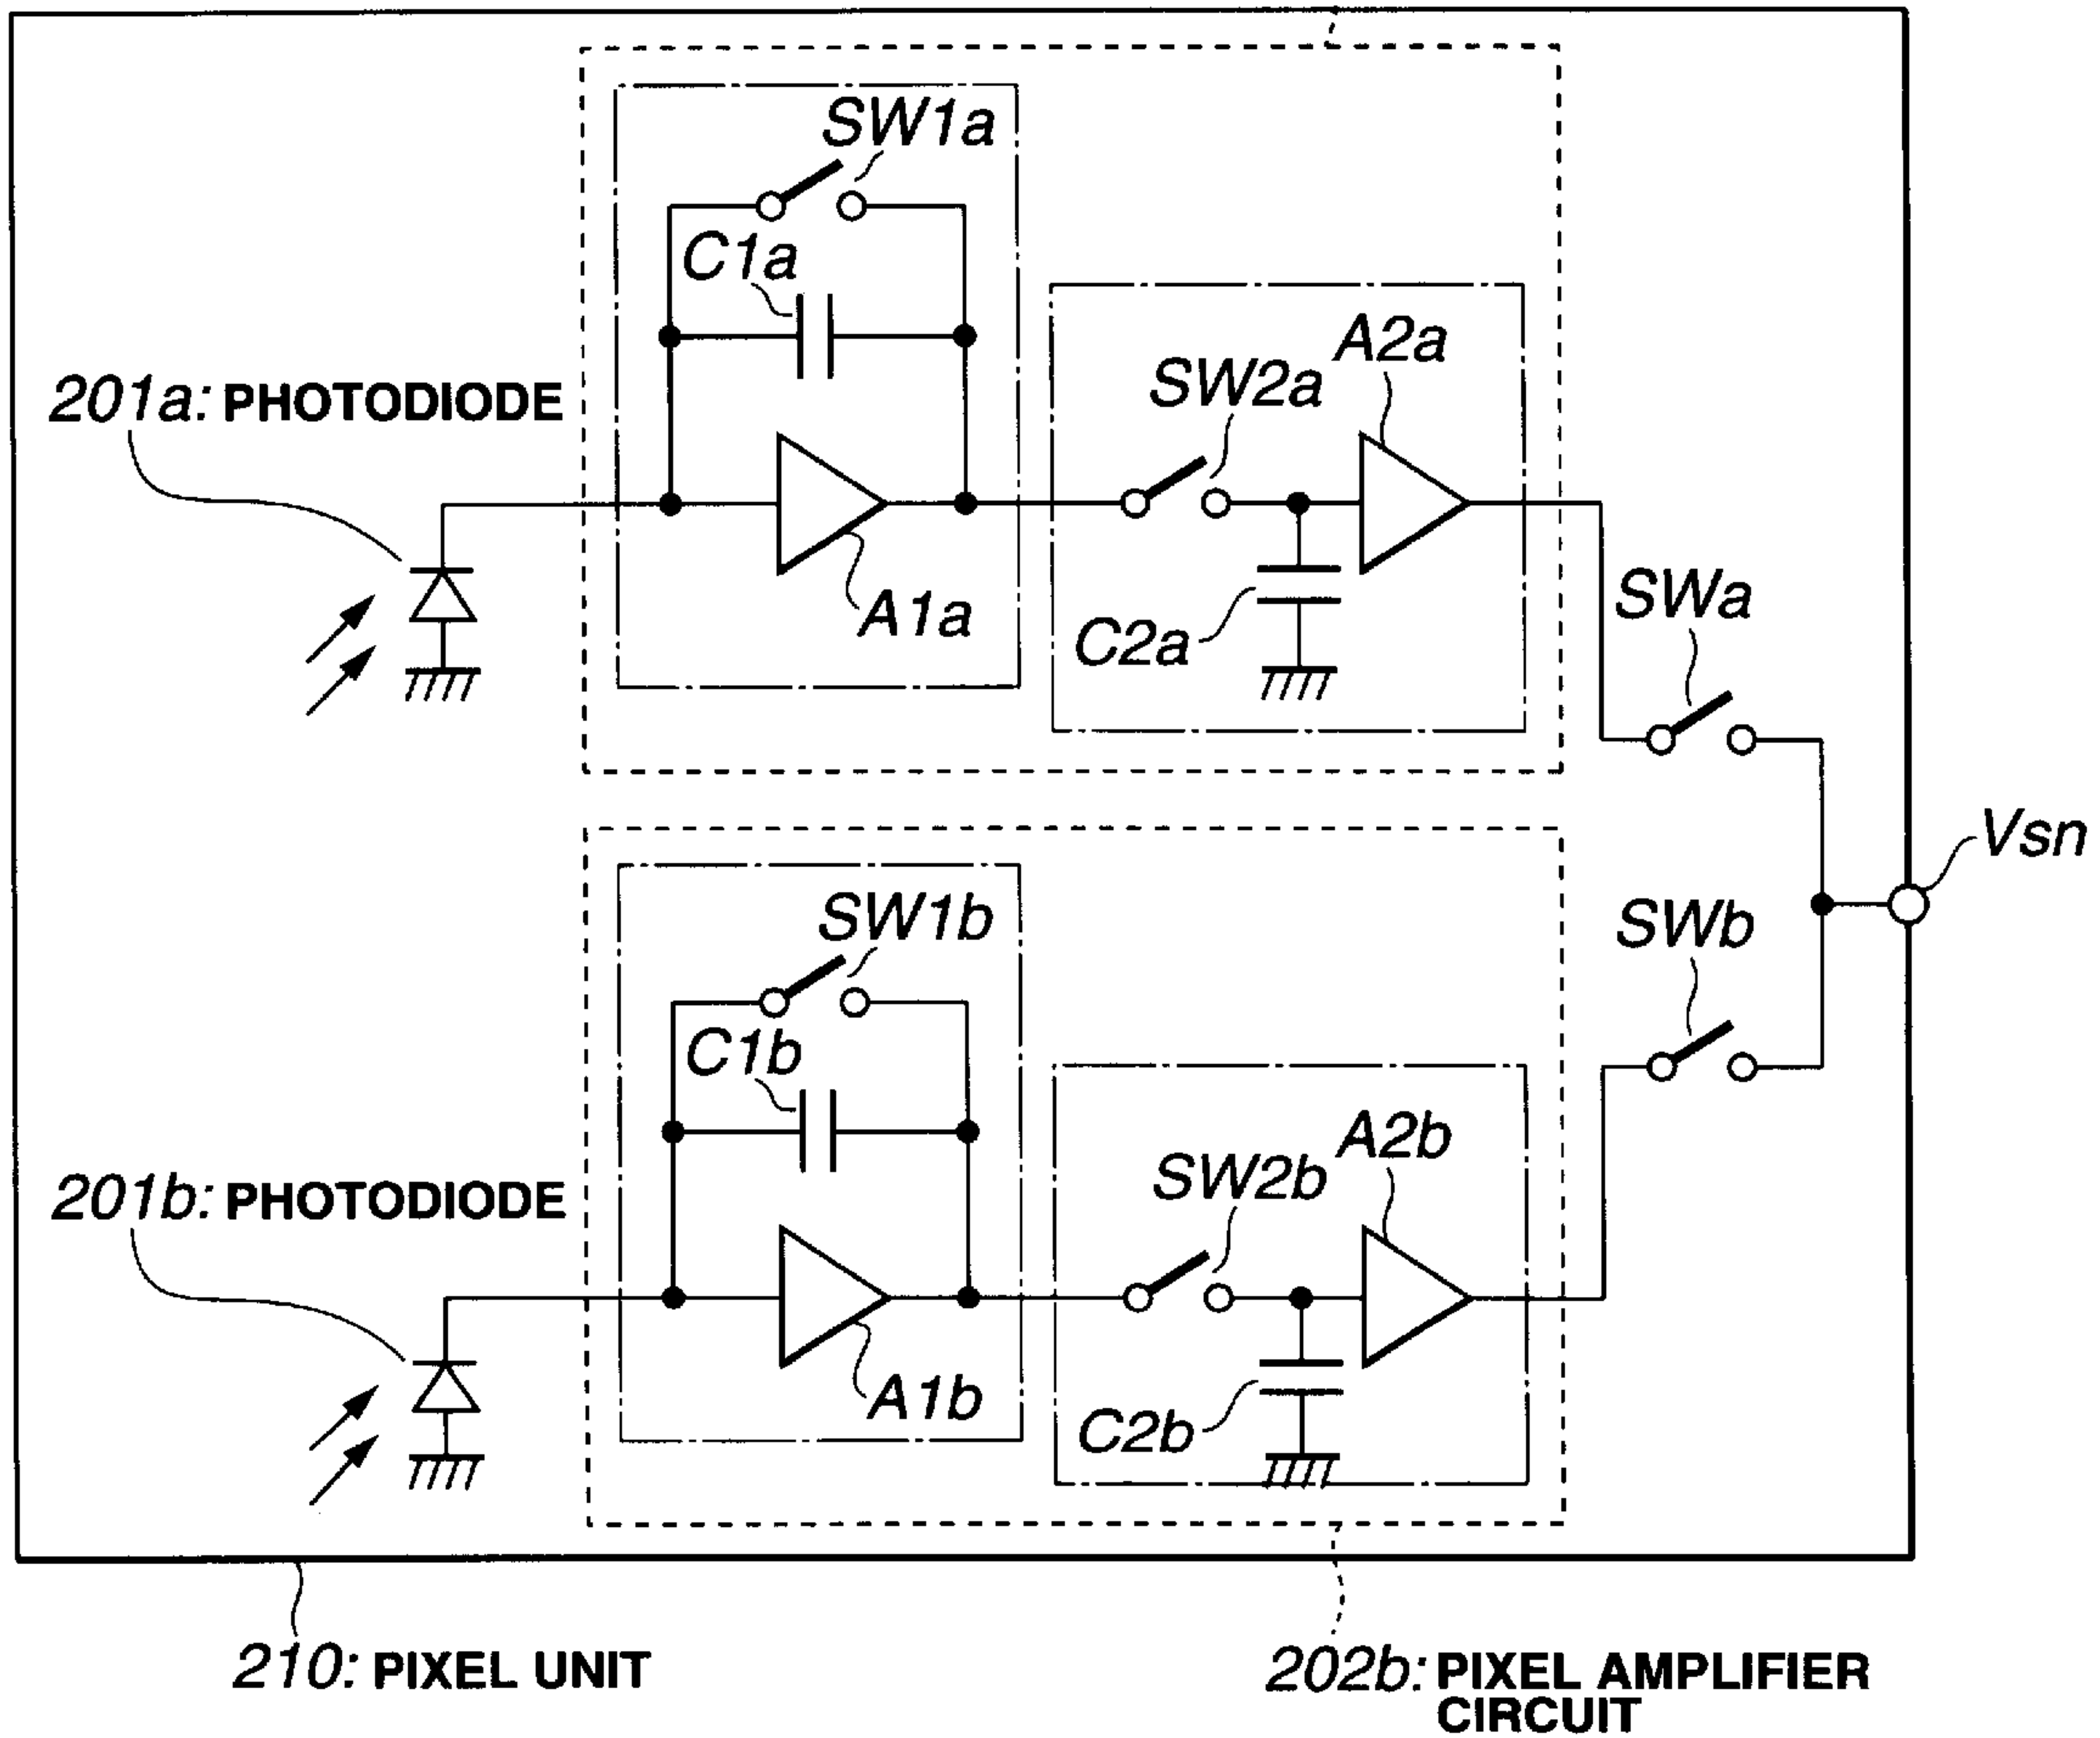 SW1a
C1a
A2a
SW2a
201a: PHOTODIODE
A1a
C2a
SWa
Vsn
SW1b
SWb
C1b
A2b
SW2b
201b: PHOTODIODE
A1b
C2b
210: PIXEL UNIT
202b: PIXEL AMPLIFIER
CIRCUIT